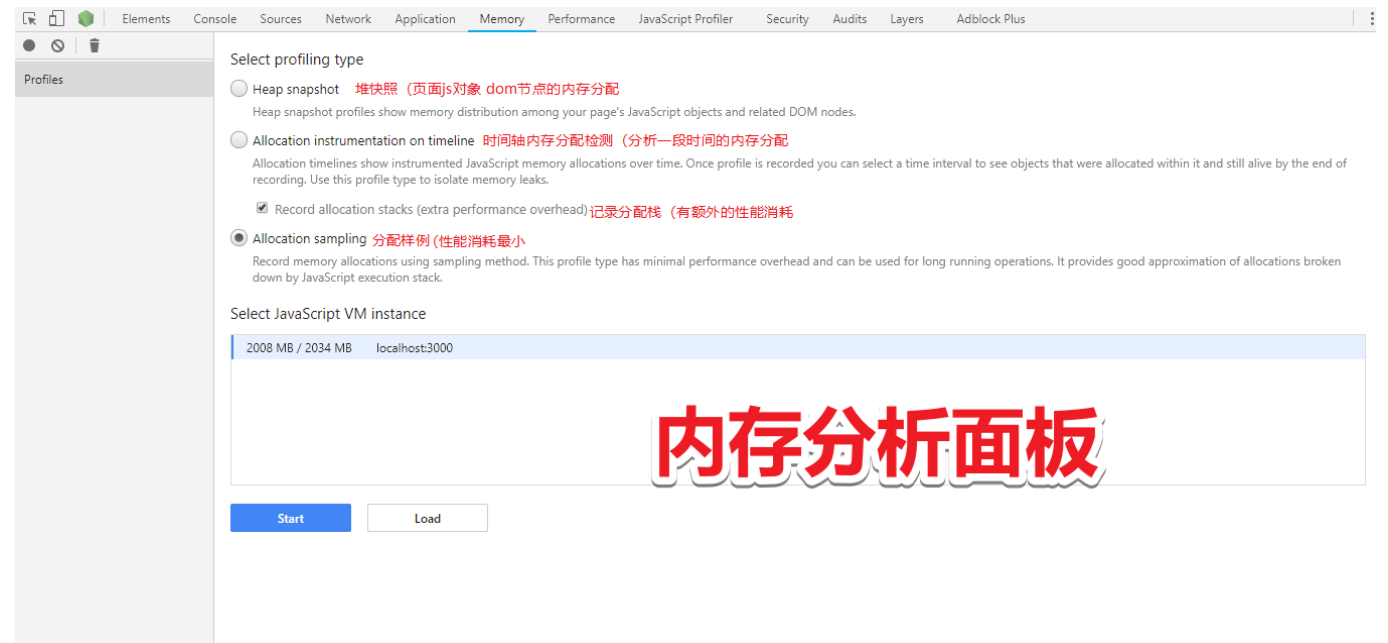 Elements Console Sources Network Application Memory Performance JavaScript Profiler Security Audits Layers Adblock Plus
Profiles
Select profiling type
Heap snapshot 堆快照（页面js对象 dom节点的内存分配
Heap snapshot profiles show memory distribution among your page's JavaScript objects and related DOM nodes.
Allocation instrumentation on timeline 时间轴内存分配检测（分析一段时间的内存分配
Allocation timelines show instrumented JavaScript memory allocations over time. Once profile is recorded you can select a time interval to see objects that were allocated within it and still alive by the end of
recording. Use this profile type to isolate memory leaks.
Record allocation stacks (extra performance overhead) 记录分配栈（有额外的性能消耗
Allocation sampling 分配样例 (性能消耗最小
Record memory allocations using sampling method. This profile type has minimal performance overhead and can be used for long running operations. It provides good approximation of allocations broken
down by JavaScript execution stack.
Select JavaScript VM instance
2008 MB / 2034 MB localhost:3000
内存分析面板
Start Load